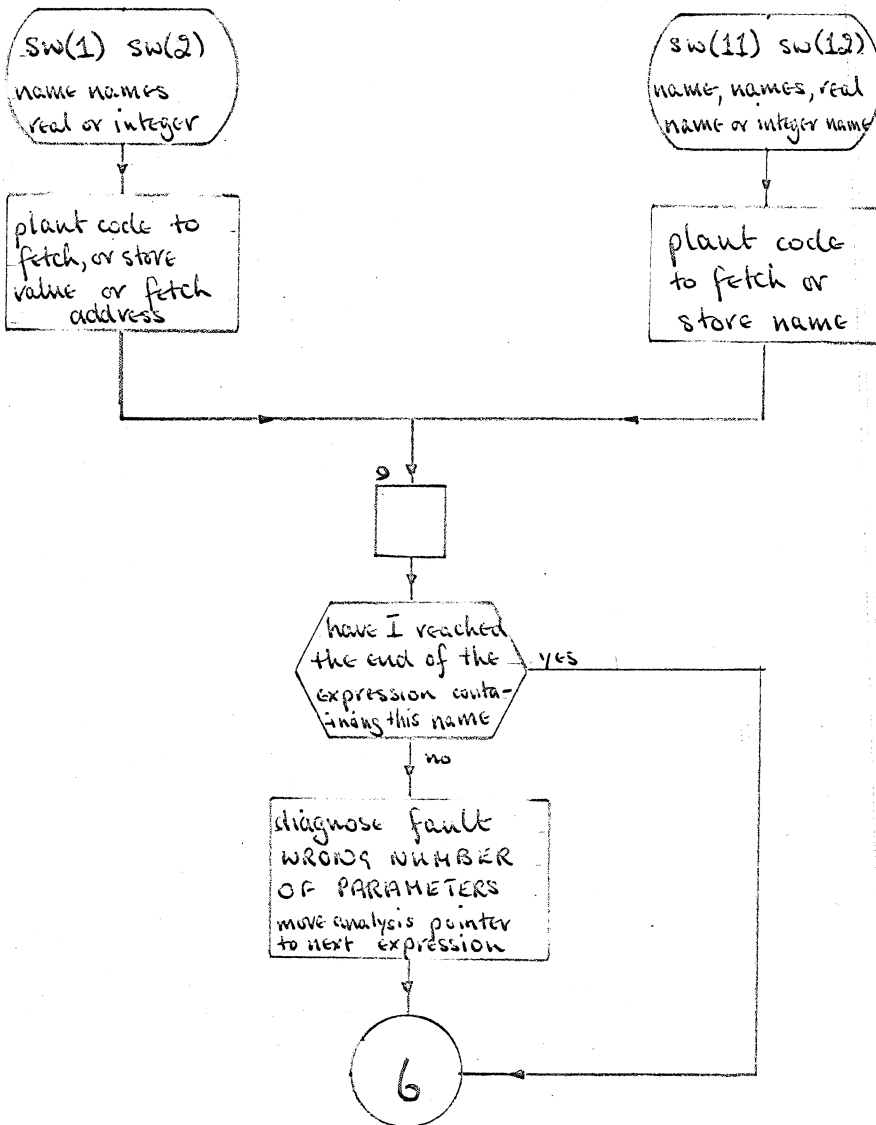 sw(1) sw(2)
name names
real or integer
sw(11) sw(12)
name, names, real
name or integer name
plant code to
fetch, or store
value or fetch
address
plant code
to fetch or
store name
9
have I reached
the end of the
expression conta-
-ining this name
YES
no
diagnose fault
WRONG NUMBER
OF PARAMETERS
move analysis pointer
to next expression
6